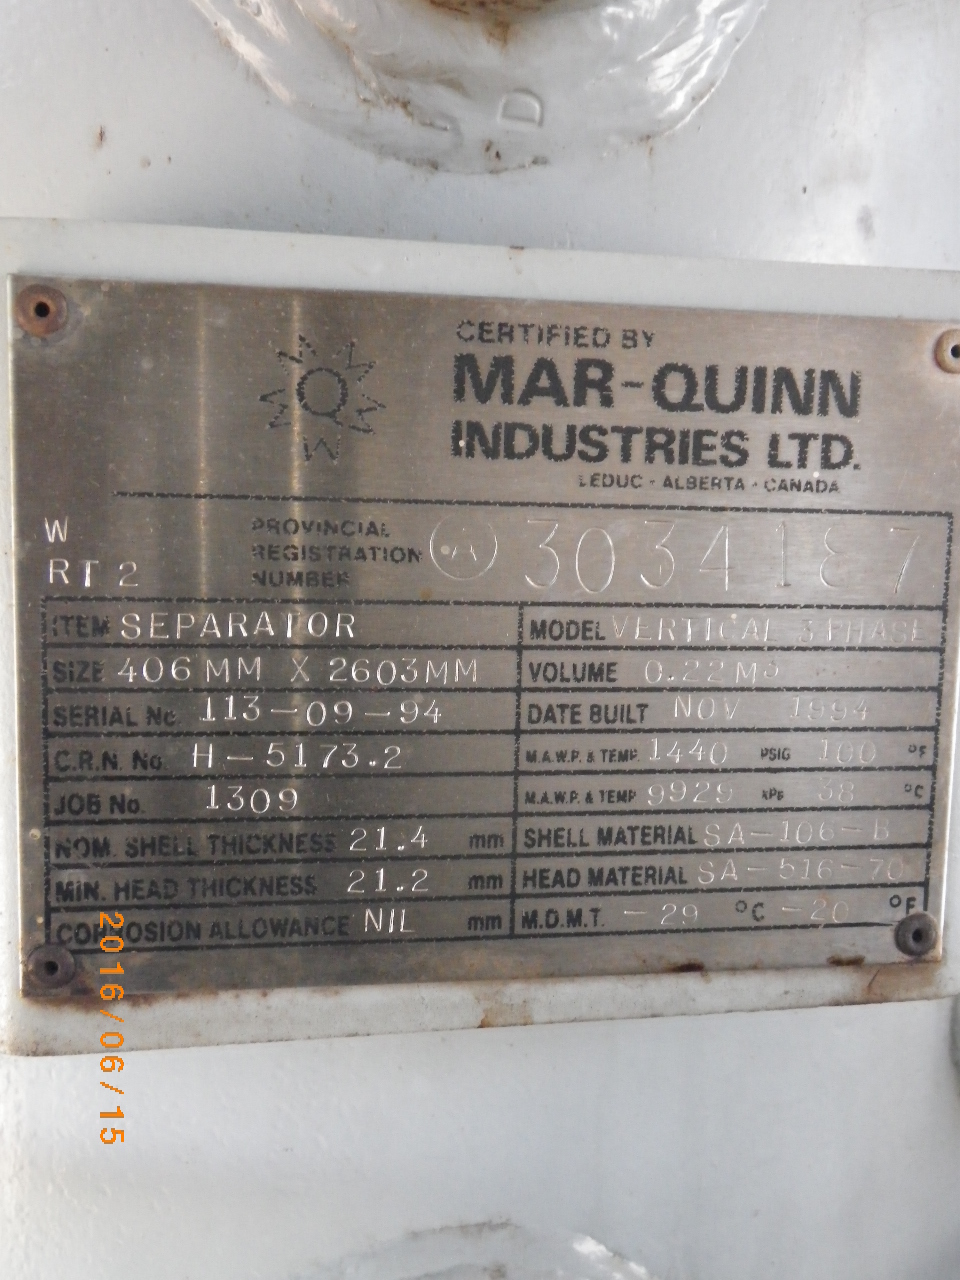 D
CERTIFIED BY
MAR-QUINN
INDUSTRIES LTD.
LEDUC - ALBERTA - CANADA
Q
W
W
RT 2
PROVINCIAL
REGISTRATION
NUMBER
A 3034187
ITEM SEPARATOR
MODEL VERTICAL 3 PHASE
SIZE 406 MM X 2603MM
VOLUME 0.22 M3
SERIAL No. 113-09-94
DATE BUILT NOV 1994
C.R.N. No. H-5173.2
M.A.W.P. & TEMP. 1440 PSIG 100 °F
JOB No. 1309
M.A.W.P. & TEMP 9929 KPa 38 °C
NOM. SHELL THICKNESS 21.4 mm
SHELL MATERIAL SA-106-B
MIN. HEAD THICKNESS 21.2 mm
HEAD MATERIAL SA-516-70
CORROSION ALLOWANCE NIL mm
M.D.M.T. -29 °C -20 °F
2016/06/15